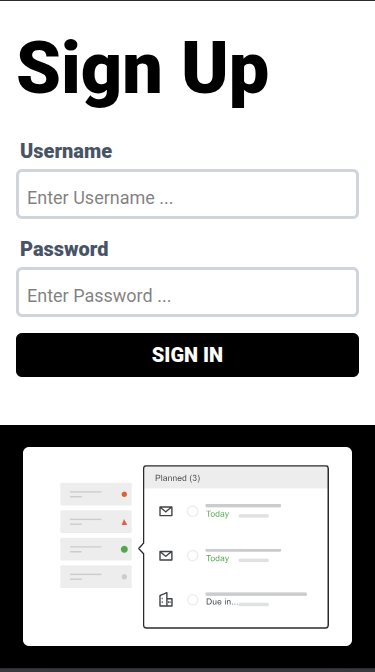 Sign Up
Username
Enter Username ...
Password
Enter Password ...
SIGN IN
Planned (3)
Today
Today
Due in...